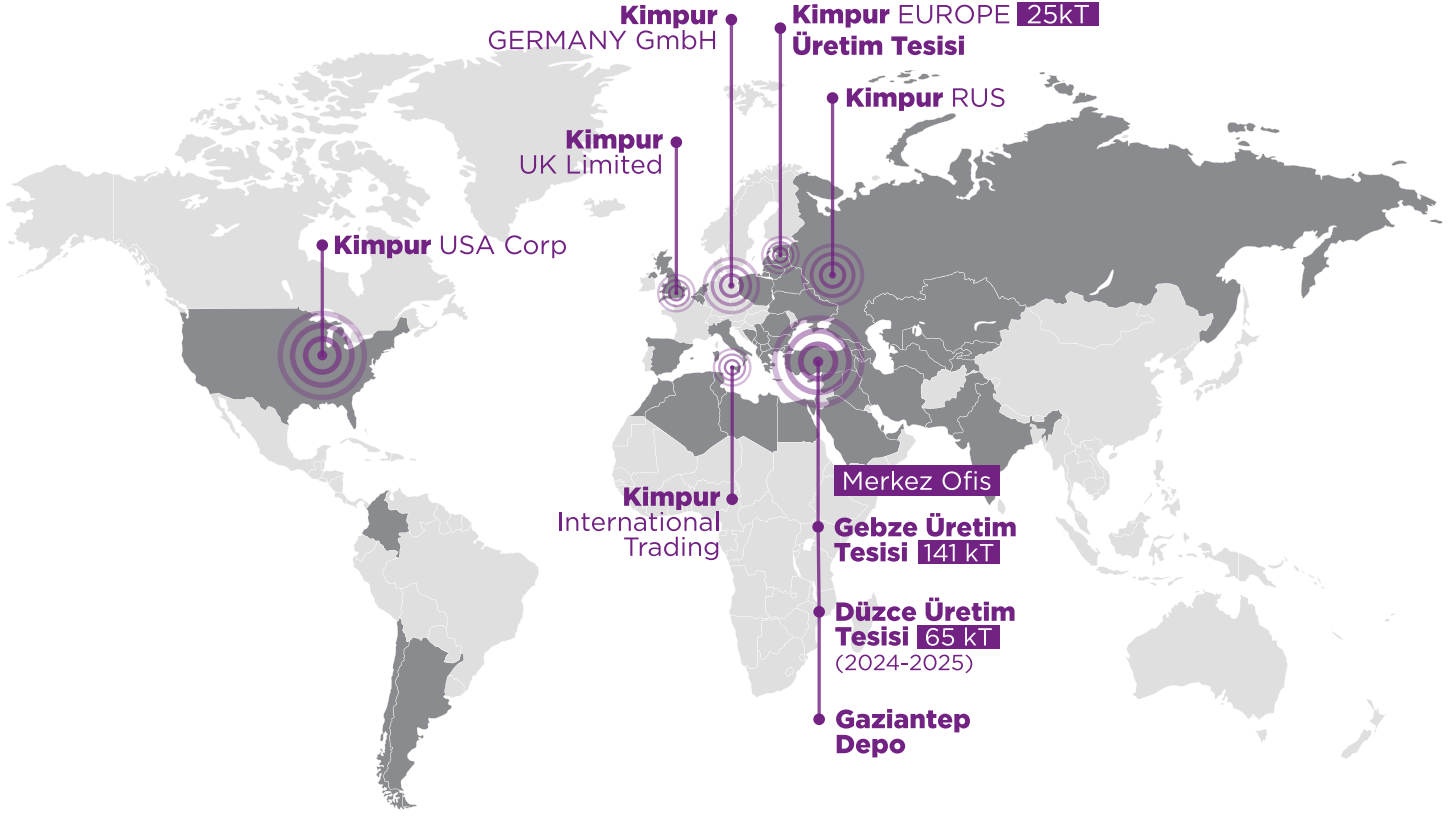 Kimpur
GERMANY GmbH
Kimpur EUROPE 25kT
Üretim Tesisi
Kimpur RUS
Kimpur
UK Limited
Kimpur USA Corp
Kimpur
International
Trading
Merkez Ofis
Gebze Üretim
Tesisi 141 kT
Düzce Üretim
Tesisi 65 kT
(2024-2025)
Gaziantep
Depo